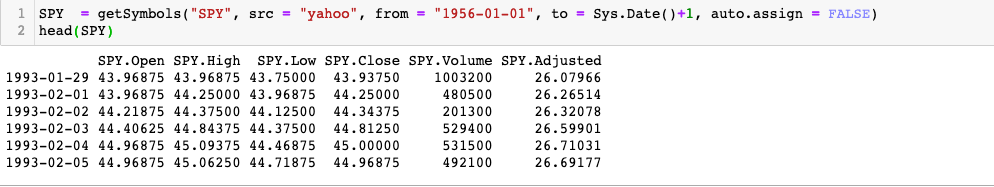 1 SPY  = getSymbols("SPY", src = "yahoo", from = "1956-01-01", to = Sys.Date()+1, auto.assign = FALSE)
2 head(SPY)
SPY.Open SPY.High SPY.Low SPY.Close SPY.Volume SPY.Adjusted
1993-01-29 43.96875 43.96875 43.75000 43.93750 1003200 26.07966
1993-02-01 43.96875 44.25000 43.96875 44.25000 480500 26.26514
1993-02-02 44.21875 44.37500 44.12500 44.34375 201300 26.32078
1993-02-03 44.40625 44.84375 44.37500 44.81250 529400 26.59901
1993-02-04 44.96875 45.09375 44.46875 45.00000 531500 26.71031
1993-02-05 44.96875 45.06250 44.71875 44.96875 492100 26.69177